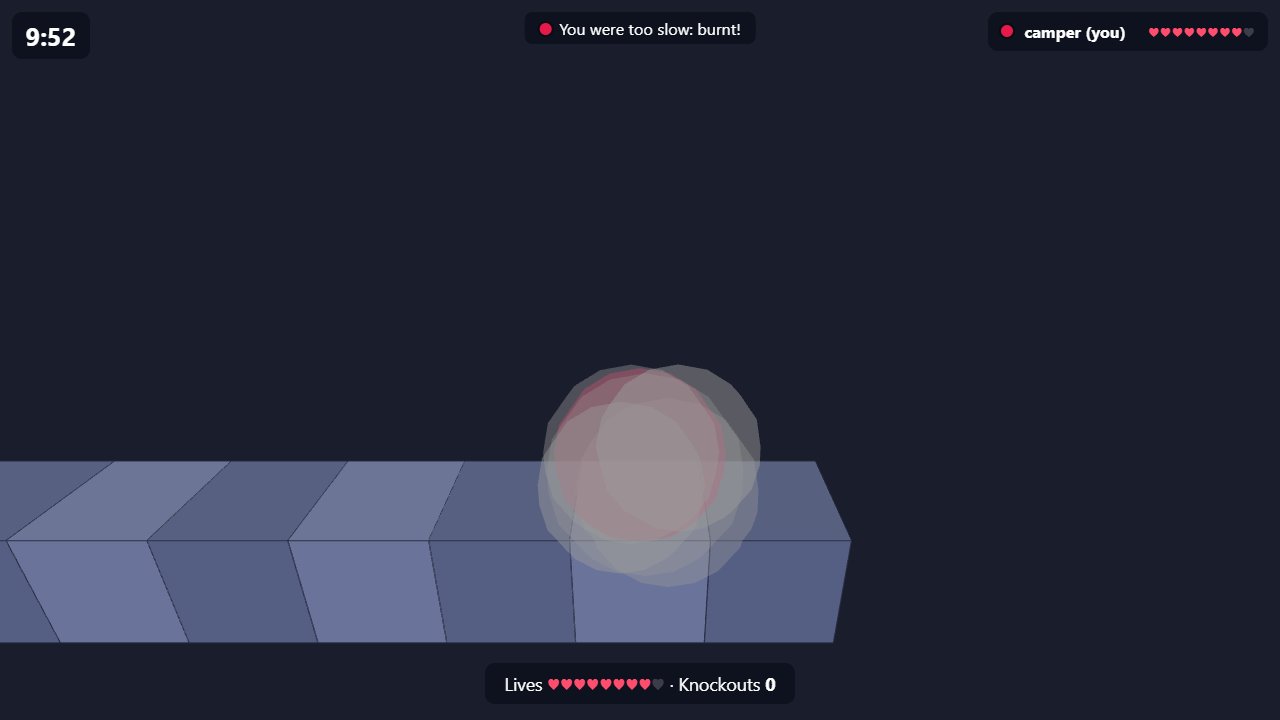 9:52
You were too slow: burnt!
camper (you) ♥♥♥♥♥♥♥♥♥
Lives ♥♥♥♥♥♥♥♥♥ · Knockouts 0